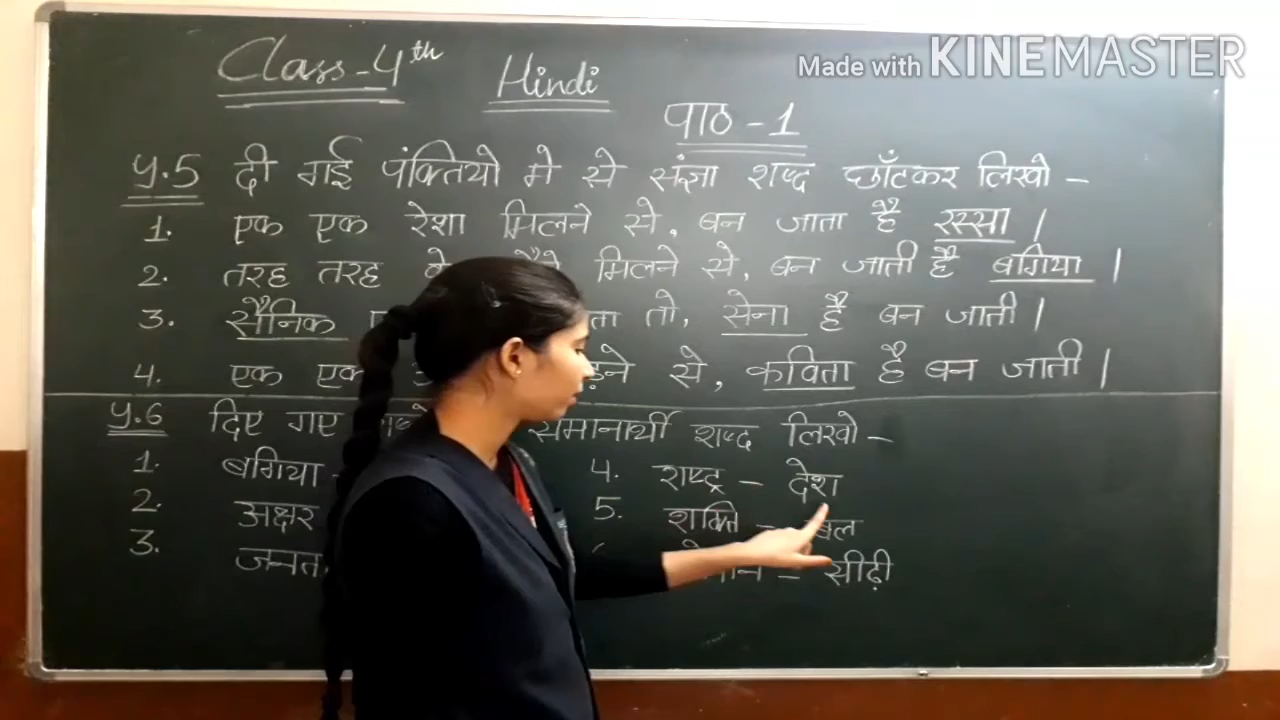 Made with KINEMASTER
Class-4th Hindi
पाठ-1
प्र.5 दी गई पंक्तियो मे से संज्ञा शब्द छाँटकर लिखो -
1. एक एक रेशा मिलने से, बन जाता है रस्सा ।
2. तरह तरह के मिलने से, बन जाती है बगिया ।
3. सैनिक तो, सेना है बन जाती ।
4. एक एक से, कविता है बन जाती ।
प्र.6 दिए गए समानार्थी शब्द लिखो -
1. बगिया -
2. अक्षर
3.
4. राष्ट्र - देश
5. शक्ति - बल
- सीढ़ी